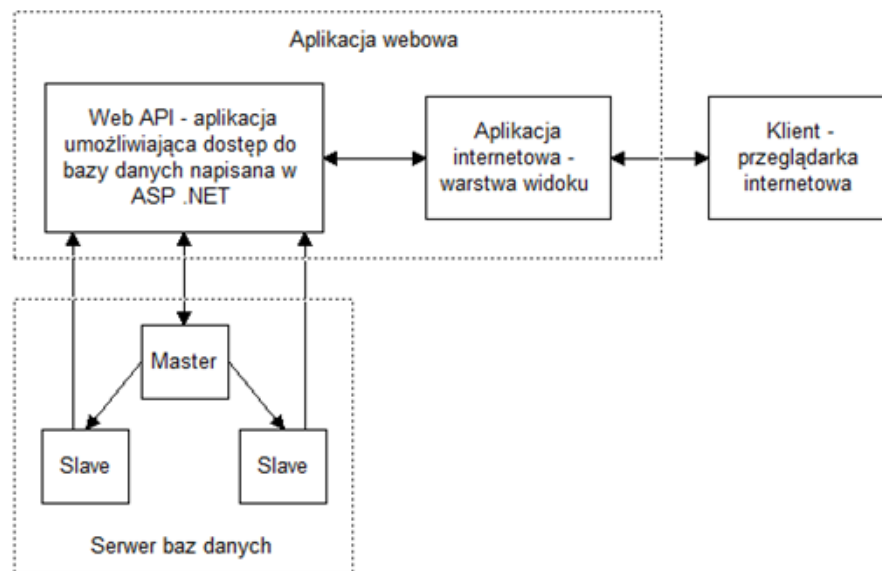 Aplikacja webowa
Web API - aplikacja
umożliwiająca dostęp do
bazy danych napisana w
ASP .NET
Aplikacja
internetowa -
warstwa widoku
Klient -
przeglądarka
internetowa
Master
Slave
Slave
Serwer baz danych